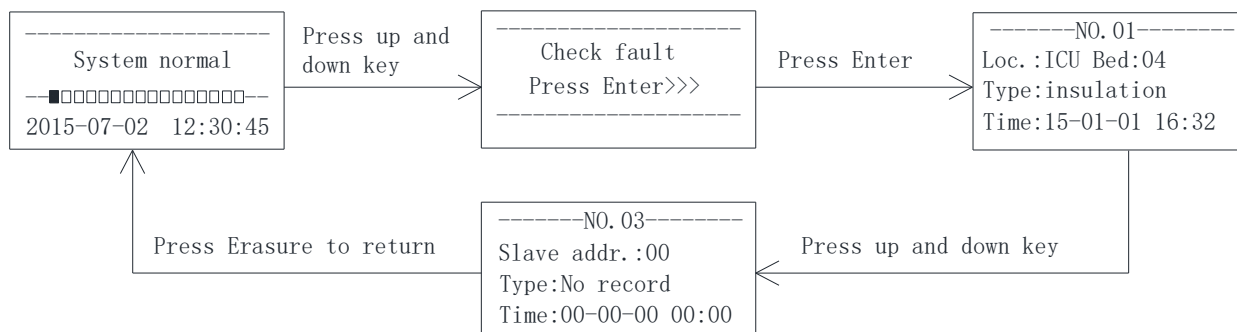 --------------------
System normal
--■□□□□□□□□□□□□□□□--
2015-07-02  12:30:45
Press up and
down key
--------------------
Check fault
Press Enter>>>
--------------------
Press Enter
-------NO.01--------
Loc.:ICU Bed:04
Type:insulation
Time:15-01-01 16:32
Press up and down key
-------NO.03--------
Slave addr.:00
Type:No record
Time:00-00-00 00:00
Press Erasure to return